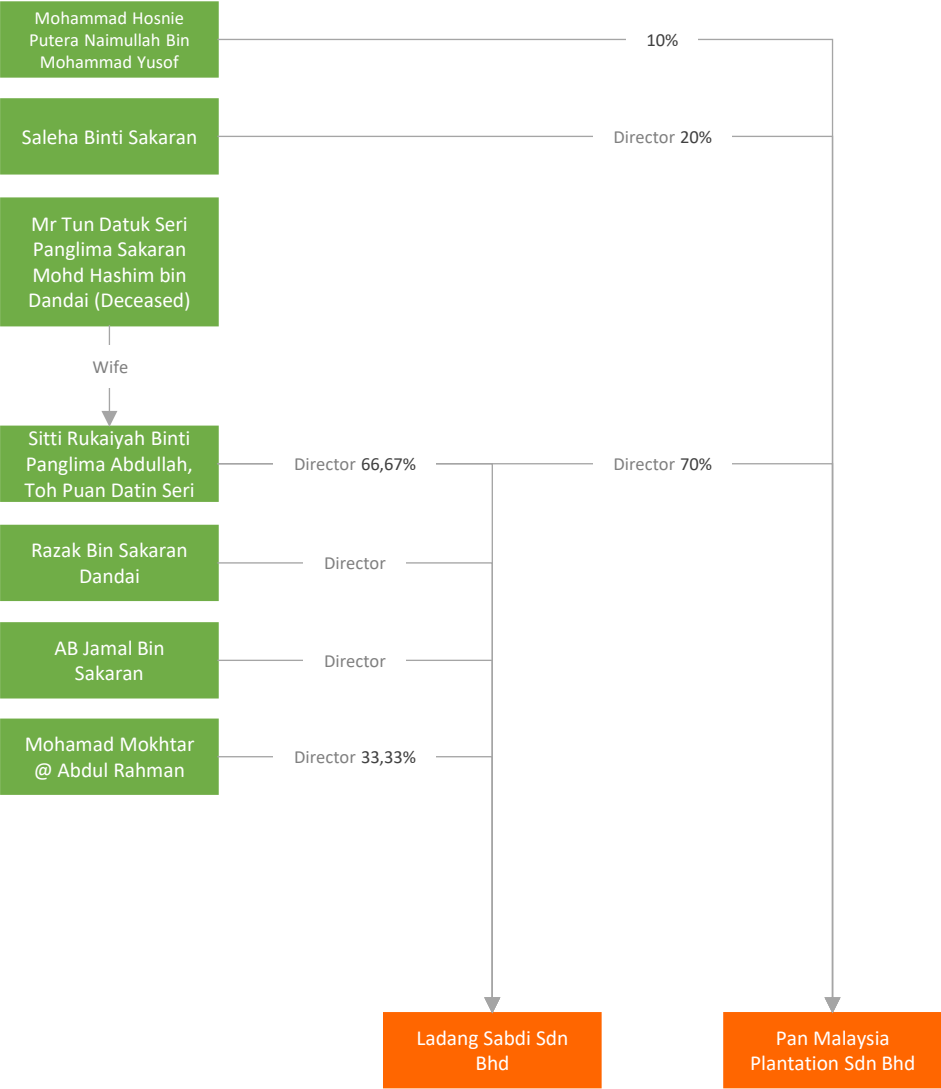 Mohammad Hosnie
Putera Naimullah Bin
Mohammad Yusof
10%
Saleha Binti Sakaran
Director 20%
Mr Tun Datuk Seri
Panglima Sakaran
Mohd Hashim bin
Dandai (Deceased)
Wife
Sitti Rukaiyah Binti
Panglima Abdullah,
Toh Puan Datin Seri
Director 66,67%
Director 70%
Razak Bin Sakaran
Dandai
Director
AB Jamal Bin
Sakaran
Director
Mohamad Mokhtar
@ Abdul Rahman
Director 33,33%
Ladang Sabdi Sdn
Bhd
Pan Malaysia
Plantation Sdn Bhd